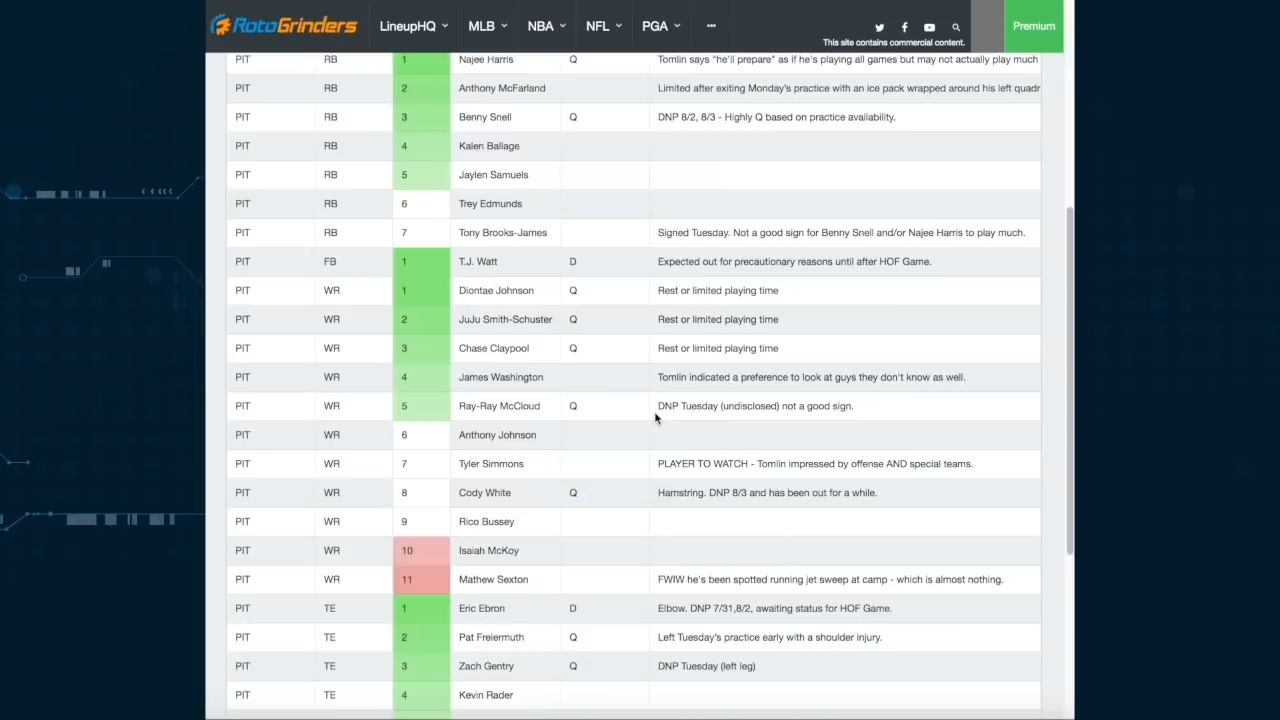 RotoGrinders LineupHQ MLB NBA NFL PGA ••• Premium
This site contains commercial content.
PIT RB 1 Najee Harris Q Tomlin says "he'll prepare" as if he's playing all games but may not actually play much
PIT RB 2 Anthony McFarland Limited after exiting Monday's practice with an ice pack wrapped around his left quadr
PIT RB 3 Benny Snell Q DNP 8/2, 8/3 - Highly Q based on practice availability.
PIT RB 4 Kalen Ballage
PIT RB 5 Jaylen Samuels
PIT RB 6 Trey Edmunds
PIT RB 7 Tony Brooks-James Signed Tuesday. Not a good sign for Benny Snell and/or Najee Harris to play much.
PIT FB 1 T.J. Watt D Expected out for precautionary reasons until after HOF Game.
PIT WR 1 Diontae Johnson Q Rest or limited playing time
PIT WR 2 JuJu Smith-Schuster Q Rest or limited playing time
PIT WR 3 Chase Claypool Q Rest or limited playing time
PIT WR 4 James Washington Tomlin indicated a preference to look at guys they don't know as well.
PIT WR 5 Ray-Ray McCloud Q DNP Tuesday (undisclosed) not a good sign.
PIT WR 6 Anthony Johnson
PIT WR 7 Tyler Simmons PLAYER TO WATCH - Tomlin impressed by offense AND special teams.
PIT WR 8 Cody White Q Hamstring. DNP 8/3 and has been out for a while.
PIT WR 9 Rico Bussey
PIT WR 10 Isaiah McKoy
PIT WR 11 Mathew Sexton FWIW he's been spotted running jet sweep at camp - which is almost nothing.
PIT TE 1 Eric Ebron D Elbow. DNP 7/31,8/2, awaiting status for HOF Game.
PIT TE 2 Pat Freiermuth Q Left Tuesday's practice early with a shoulder injury.
PIT TE 3 Zach Gentry Q DNP Tuesday (left leg)
PIT TE 4 Kevin Rader